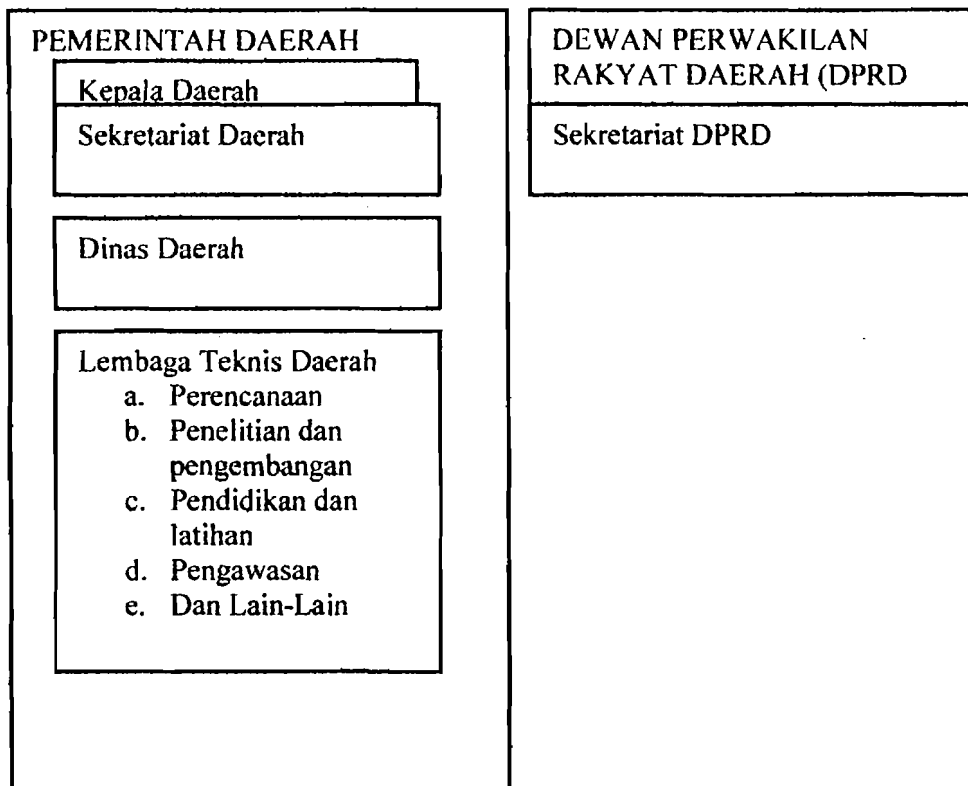 PEMERINTAH DAERAH
Kepala Daerah
Sekretariat Daerah
Dinas Daerah
Lembaga Teknis Daerah
a. Perencanaan
b. Penelitian dan
pengembangan
c. Pendidikan dan
latihan
d. Pengawasan
e. Dan Lain-Lain
DEWAN PERWAKILAN
RAKYAT DAERAH (DPRD
Sekretariat DPRD